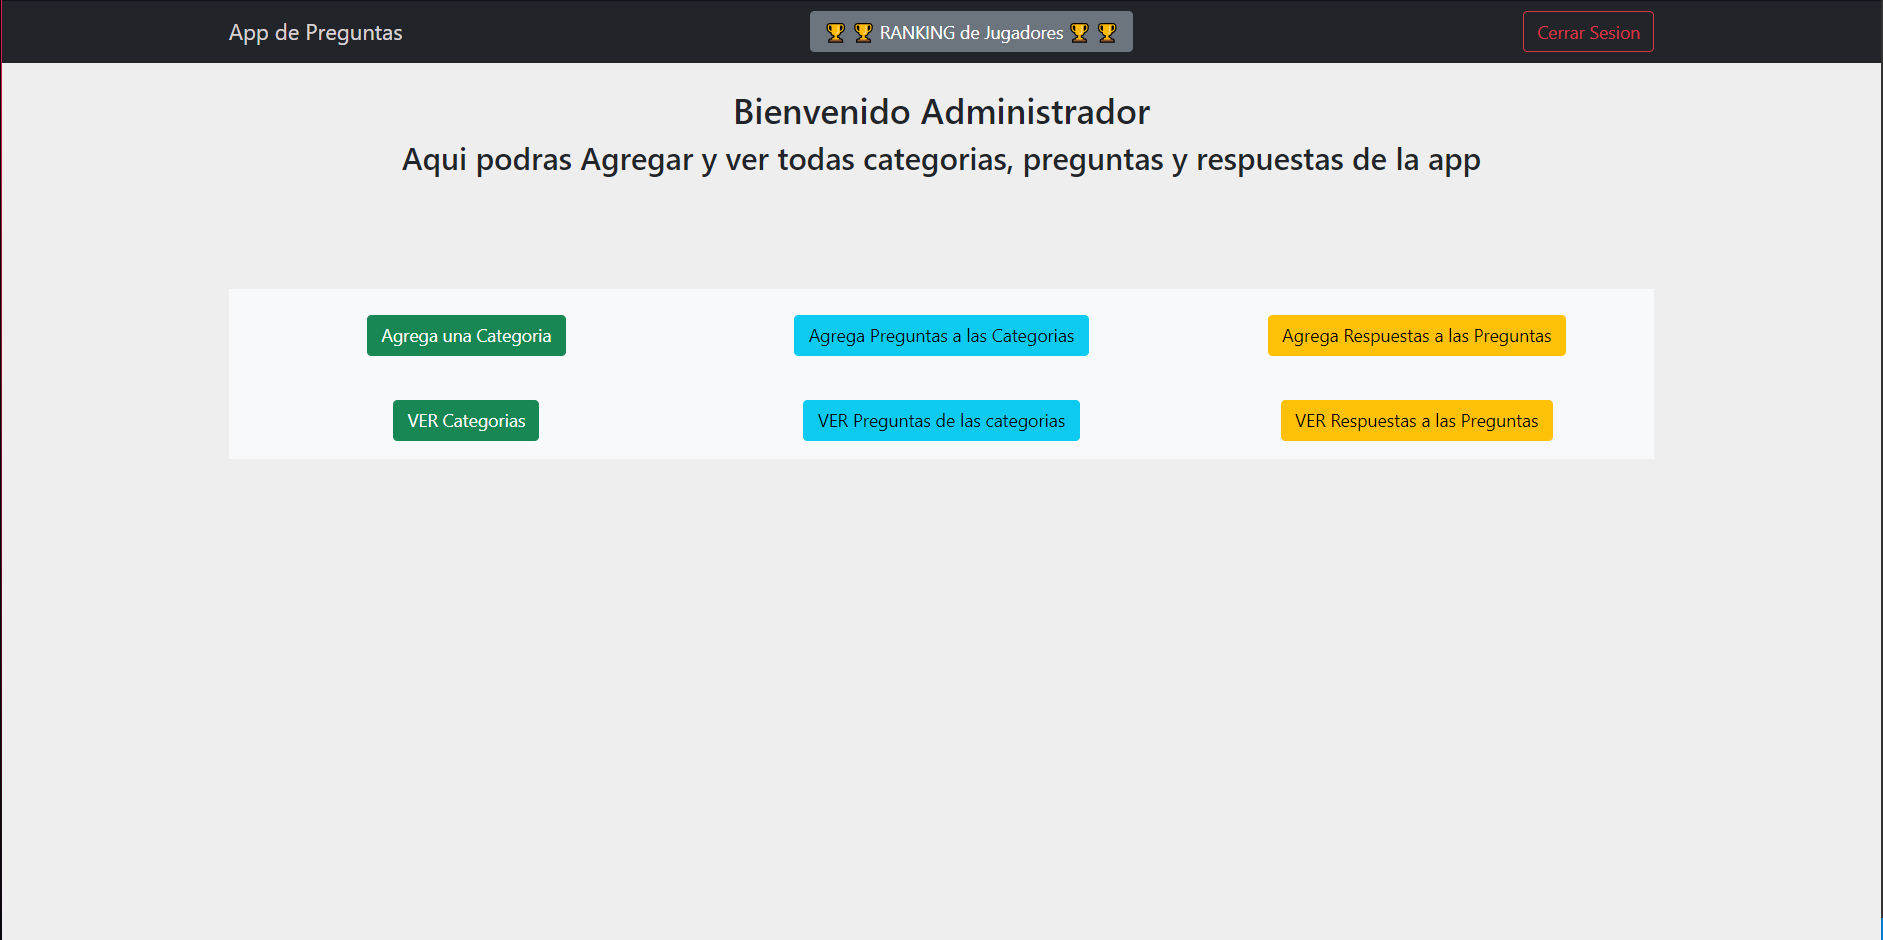 App de Preguntas
🏆 🏆 RANKING de Jugadores 🏆 🏆
Cerrar Sesion
Bienvenido Administrador
Aqui podras Agregar y ver todas categorias, preguntas y respuestas de la app
Agrega una Categoria
Agrega Preguntas a las Categorias
Agrega Respuestas a las Preguntas
VER Categorias
VER Preguntas de las categorias
VER Respuestas a las Preguntas